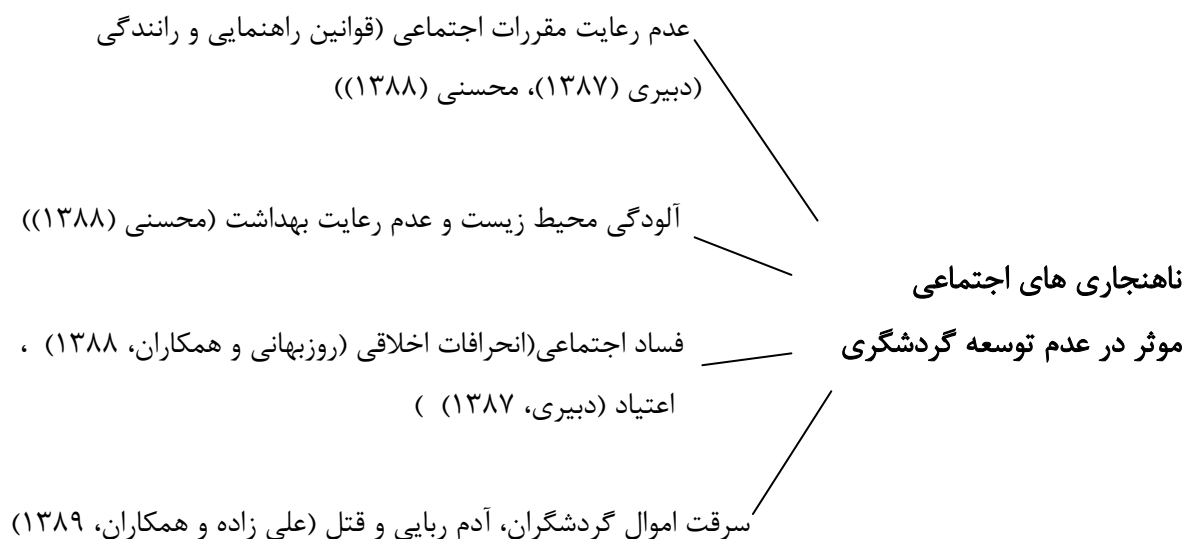 عدم رعایت مقررات اجتماعی (قوانین راهنمایی و رانندگی
(دبیری (۱۳۸۷)، محسنی (۱۳۸۸))
آلودگی محیط زیست و عدم رعایت بهداشت (محسنی (۱۳۸۸))
ناهنجاری های اجتماعی
موثر در عدم توسعه گردشگری
فساد اجتماعی(انحرافات اخلاقی (روزبهانی و همکاران، ۱۳۸۸) ،
اعتیاد (دبیری، ۱۳۸۷) )
سرقت اموال گردشگران، آدم ربایی و قتل (علی زاده و همکاران، ۱۳۸۹)